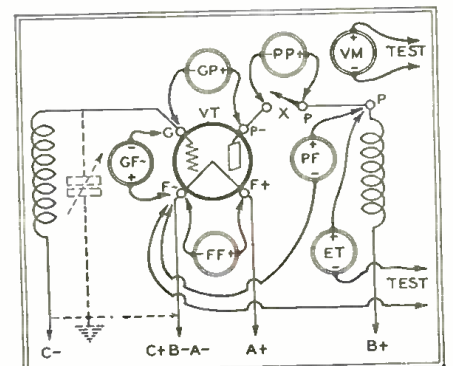 GP+
-PP+
+ VM -
TEST
G
VT
P-
X
P
P
GF-
PF
F-
F+
-FF+
+ ET -
TEST
C-
C+B-A-
A+
B+